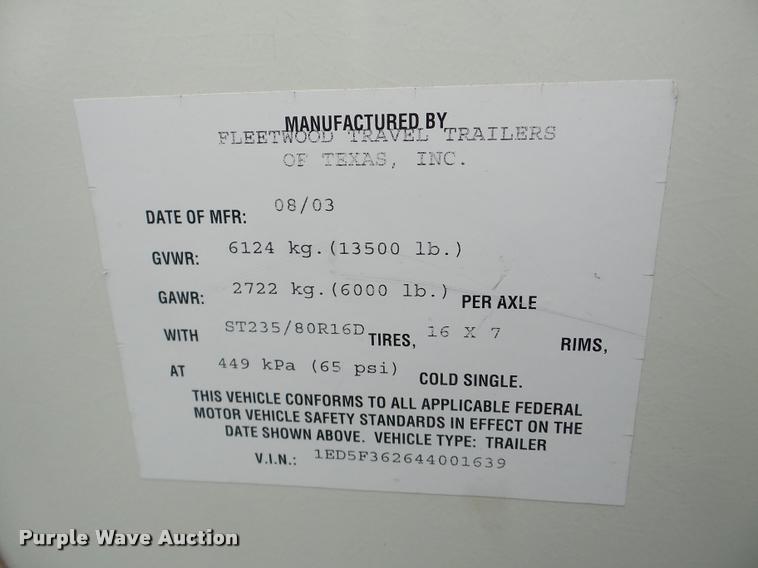 MANUFACTURED BY
FLEETWOOD TRAVEL TRAILERS
OF TEXAS, INC.
DATE OF MFR: 08/03
GVWR: 6124 kg.(13500 lb.)
GAWR: 2722 kg.(6000 lb.) PER AXLE
WITH ST235/80R16D TIRES, 16 X 7 RIMS,
AT 449 kPa (65 psi) COLD SINGLE.
THIS VEHICLE CONFORMS TO ALL APPLICABLE FEDERAL
MOTOR VEHICLE SAFETY STANDARDS IN EFFECT ON THE
DATE SHOWN ABOVE. VEHICLE TYPE: TRAILER
V.I.N.: 1ED5F362644001639
Purple Wave Auction